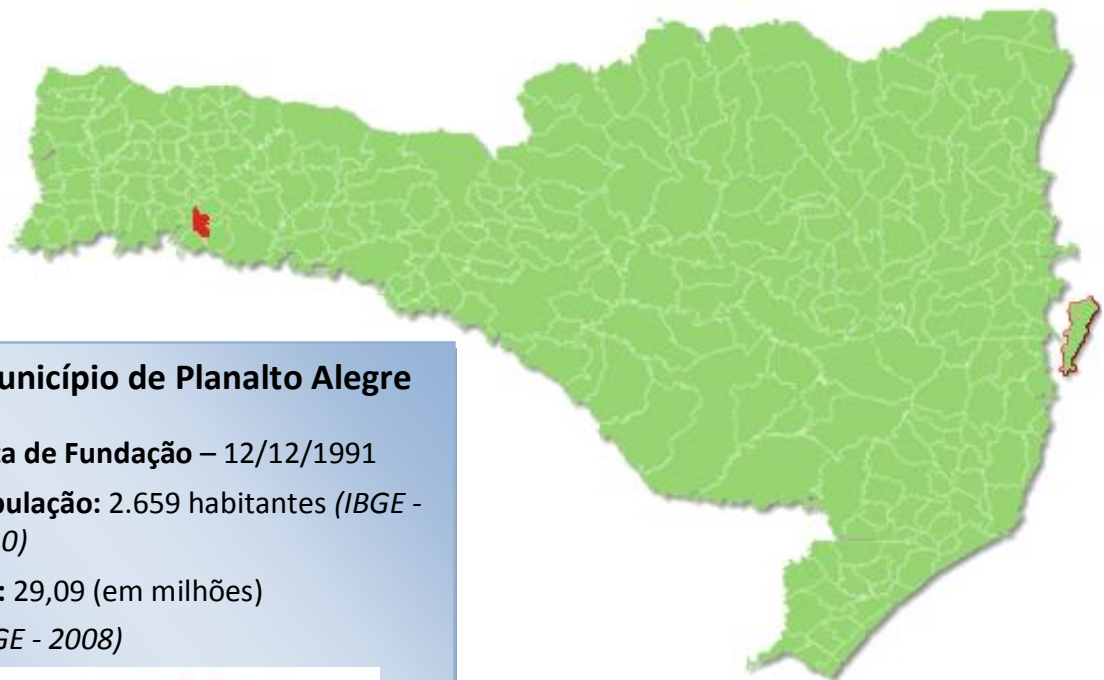 unicípio de Planalto Alegre
a de Fundação – 12/12/1991
pulação: 2.659 habitantes (IBGE -
0)
: 29,09 (em milhões)
GE - 2008)